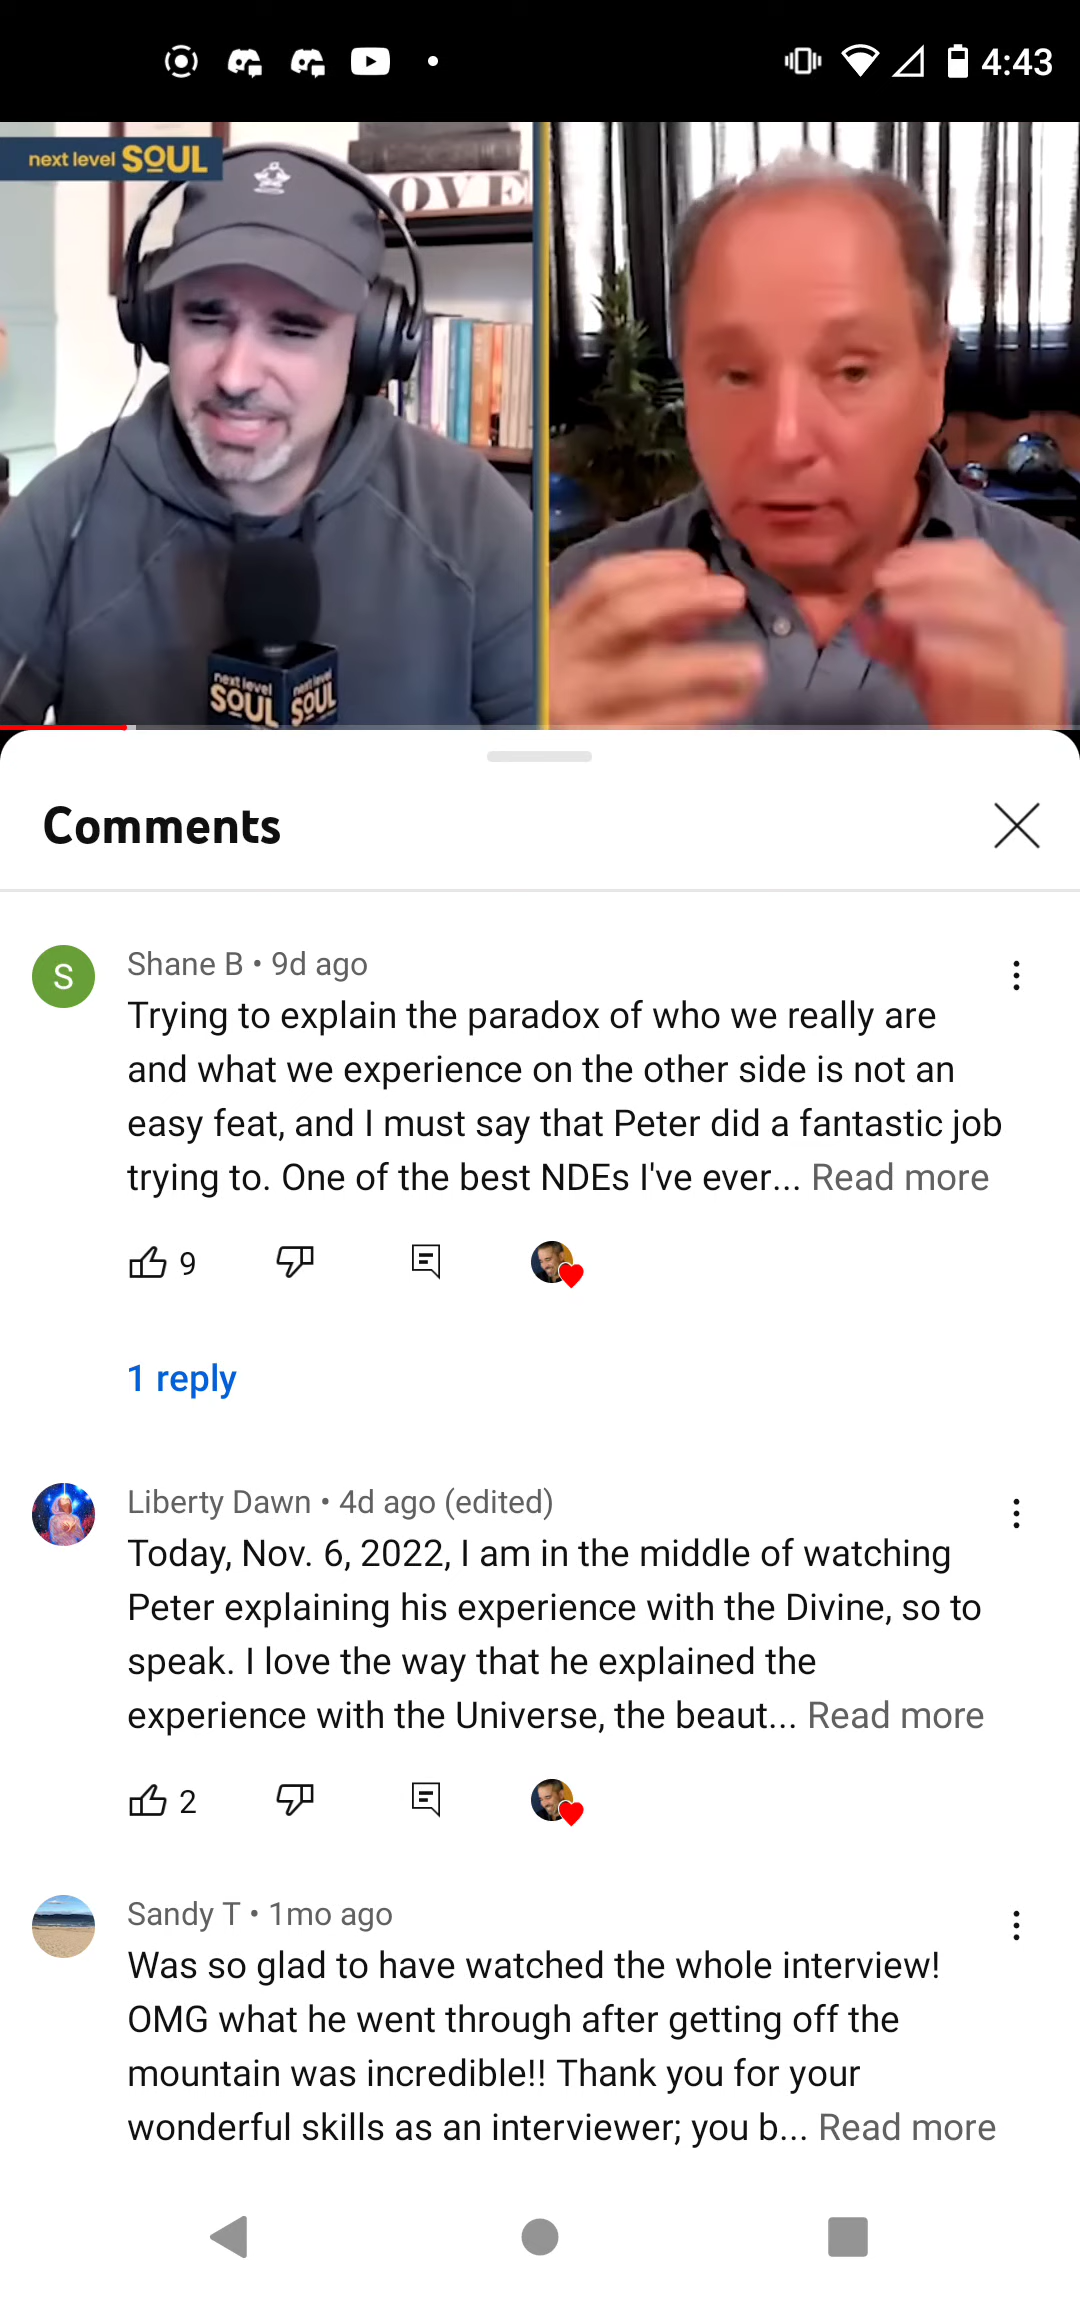 4:43
next level SOUL
OVE
next level next level
SOUL SOUL
Comments
S
Shane B • 9d ago
Trying to explain the paradox of who we really are
and what we experience on the other side is not an
easy feat, and I must say that Peter did a fantastic job
trying to. One of the best NDEs I've ever... Read more
9
1 reply
Liberty Dawn • 4d ago (edited)
Today, Nov. 6, 2022, I am in the middle of watching
Peter explaining his experience with the Divine, so to
speak. I love the way that he explained the
experience with the Universe, the beaut... Read more
2
Sandy T • 1mo ago
Was so glad to have watched the whole interview!
OMG what he went through after getting off the
mountain was incredible!! Thank you for your
wonderful skills as an interviewer; you b... Read more